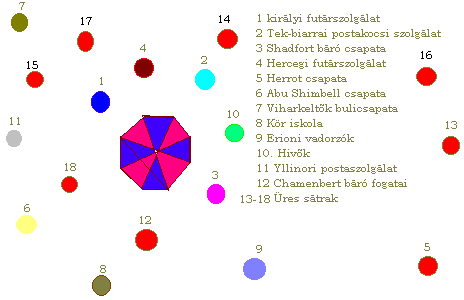 7
17
14
15
4
2
1
16
11
10
13
18
3
6
12
8
9
5
1 királyi futárszolgálat
2 Tek-biarrai postakocsi szolgálat
3 Shadfort báró csapata
4 Hercegi futárszolgálat
5 Herrot csapata
6 Abu Shimbell csapata
7 Viharkeltők bulicsapata
8 Kör iskola
9 Erioni vadorzók
10. Hivők
11 Yllinori postaszolgálat
12 Chamenbert báró fogatai
13-18 Üres sátrak